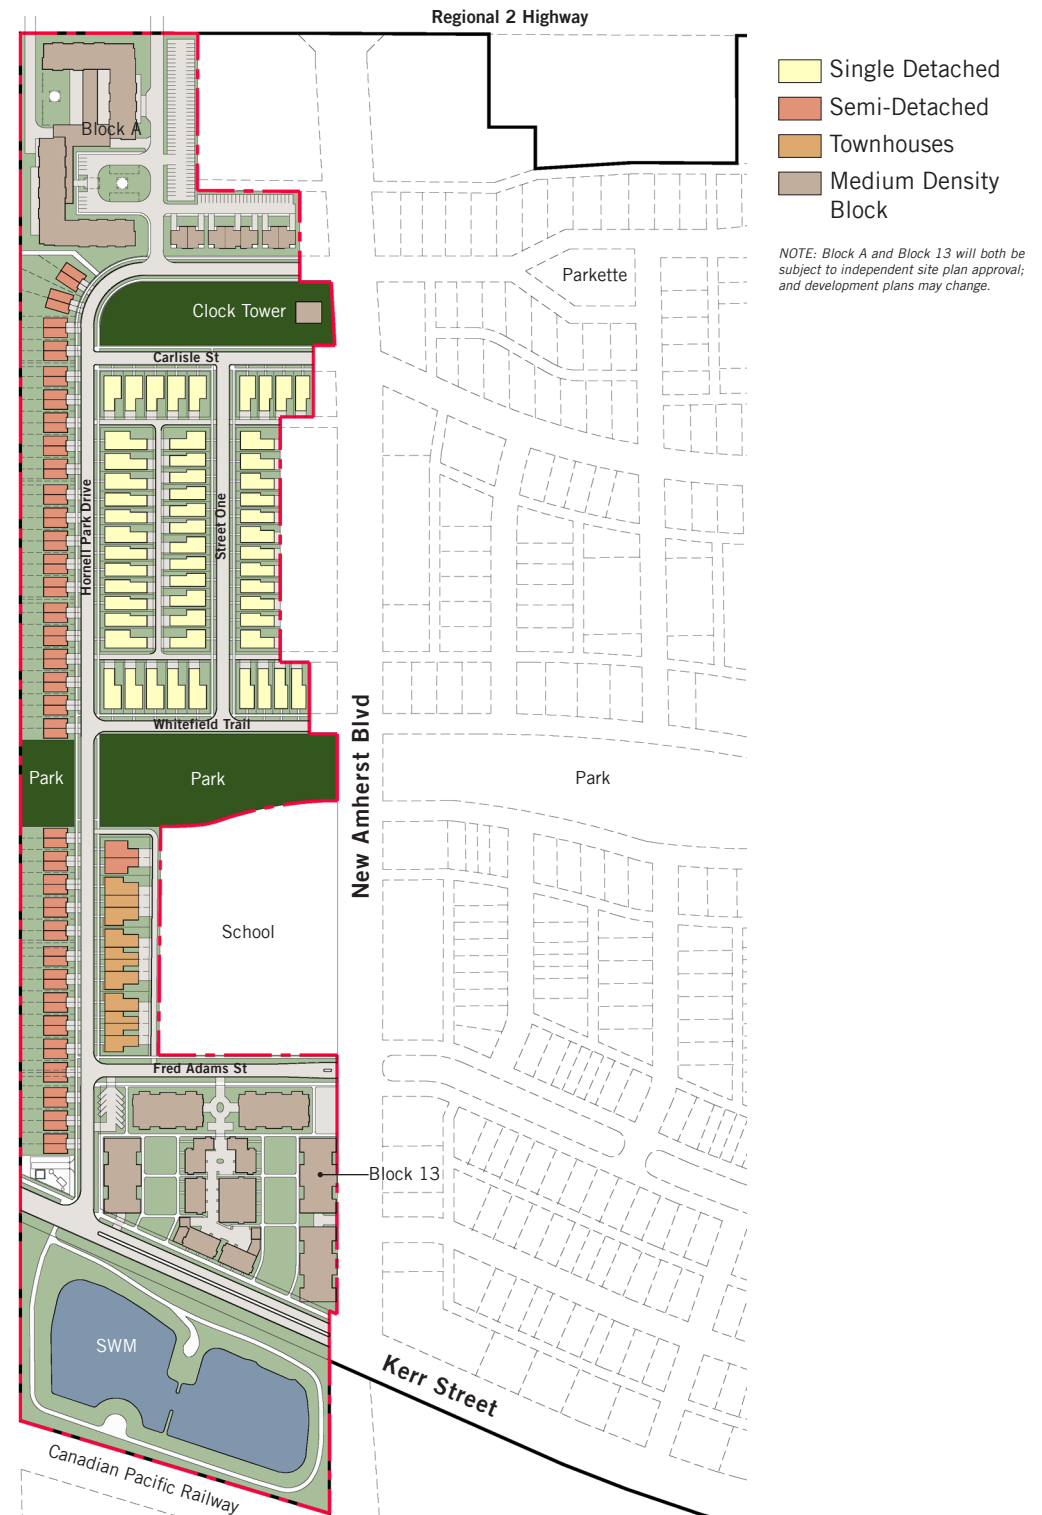 Regional 2 Highway
Single Detached
Semi-Detached
Townhouses
Medium Density
Block
NOTE: Block A and Block 13 will both be
subject to independent site plan approval;
and development plans may change.
Block A
Parkette
Clock Tower
Carlisle St
Hornell Park Drive
Street One
Whitefield Trail
New Amherst Blvd
Park
Park
Park
School
Fred Adams St
Block 13
SWM
Kerr Street
Canadian Pacific Railway